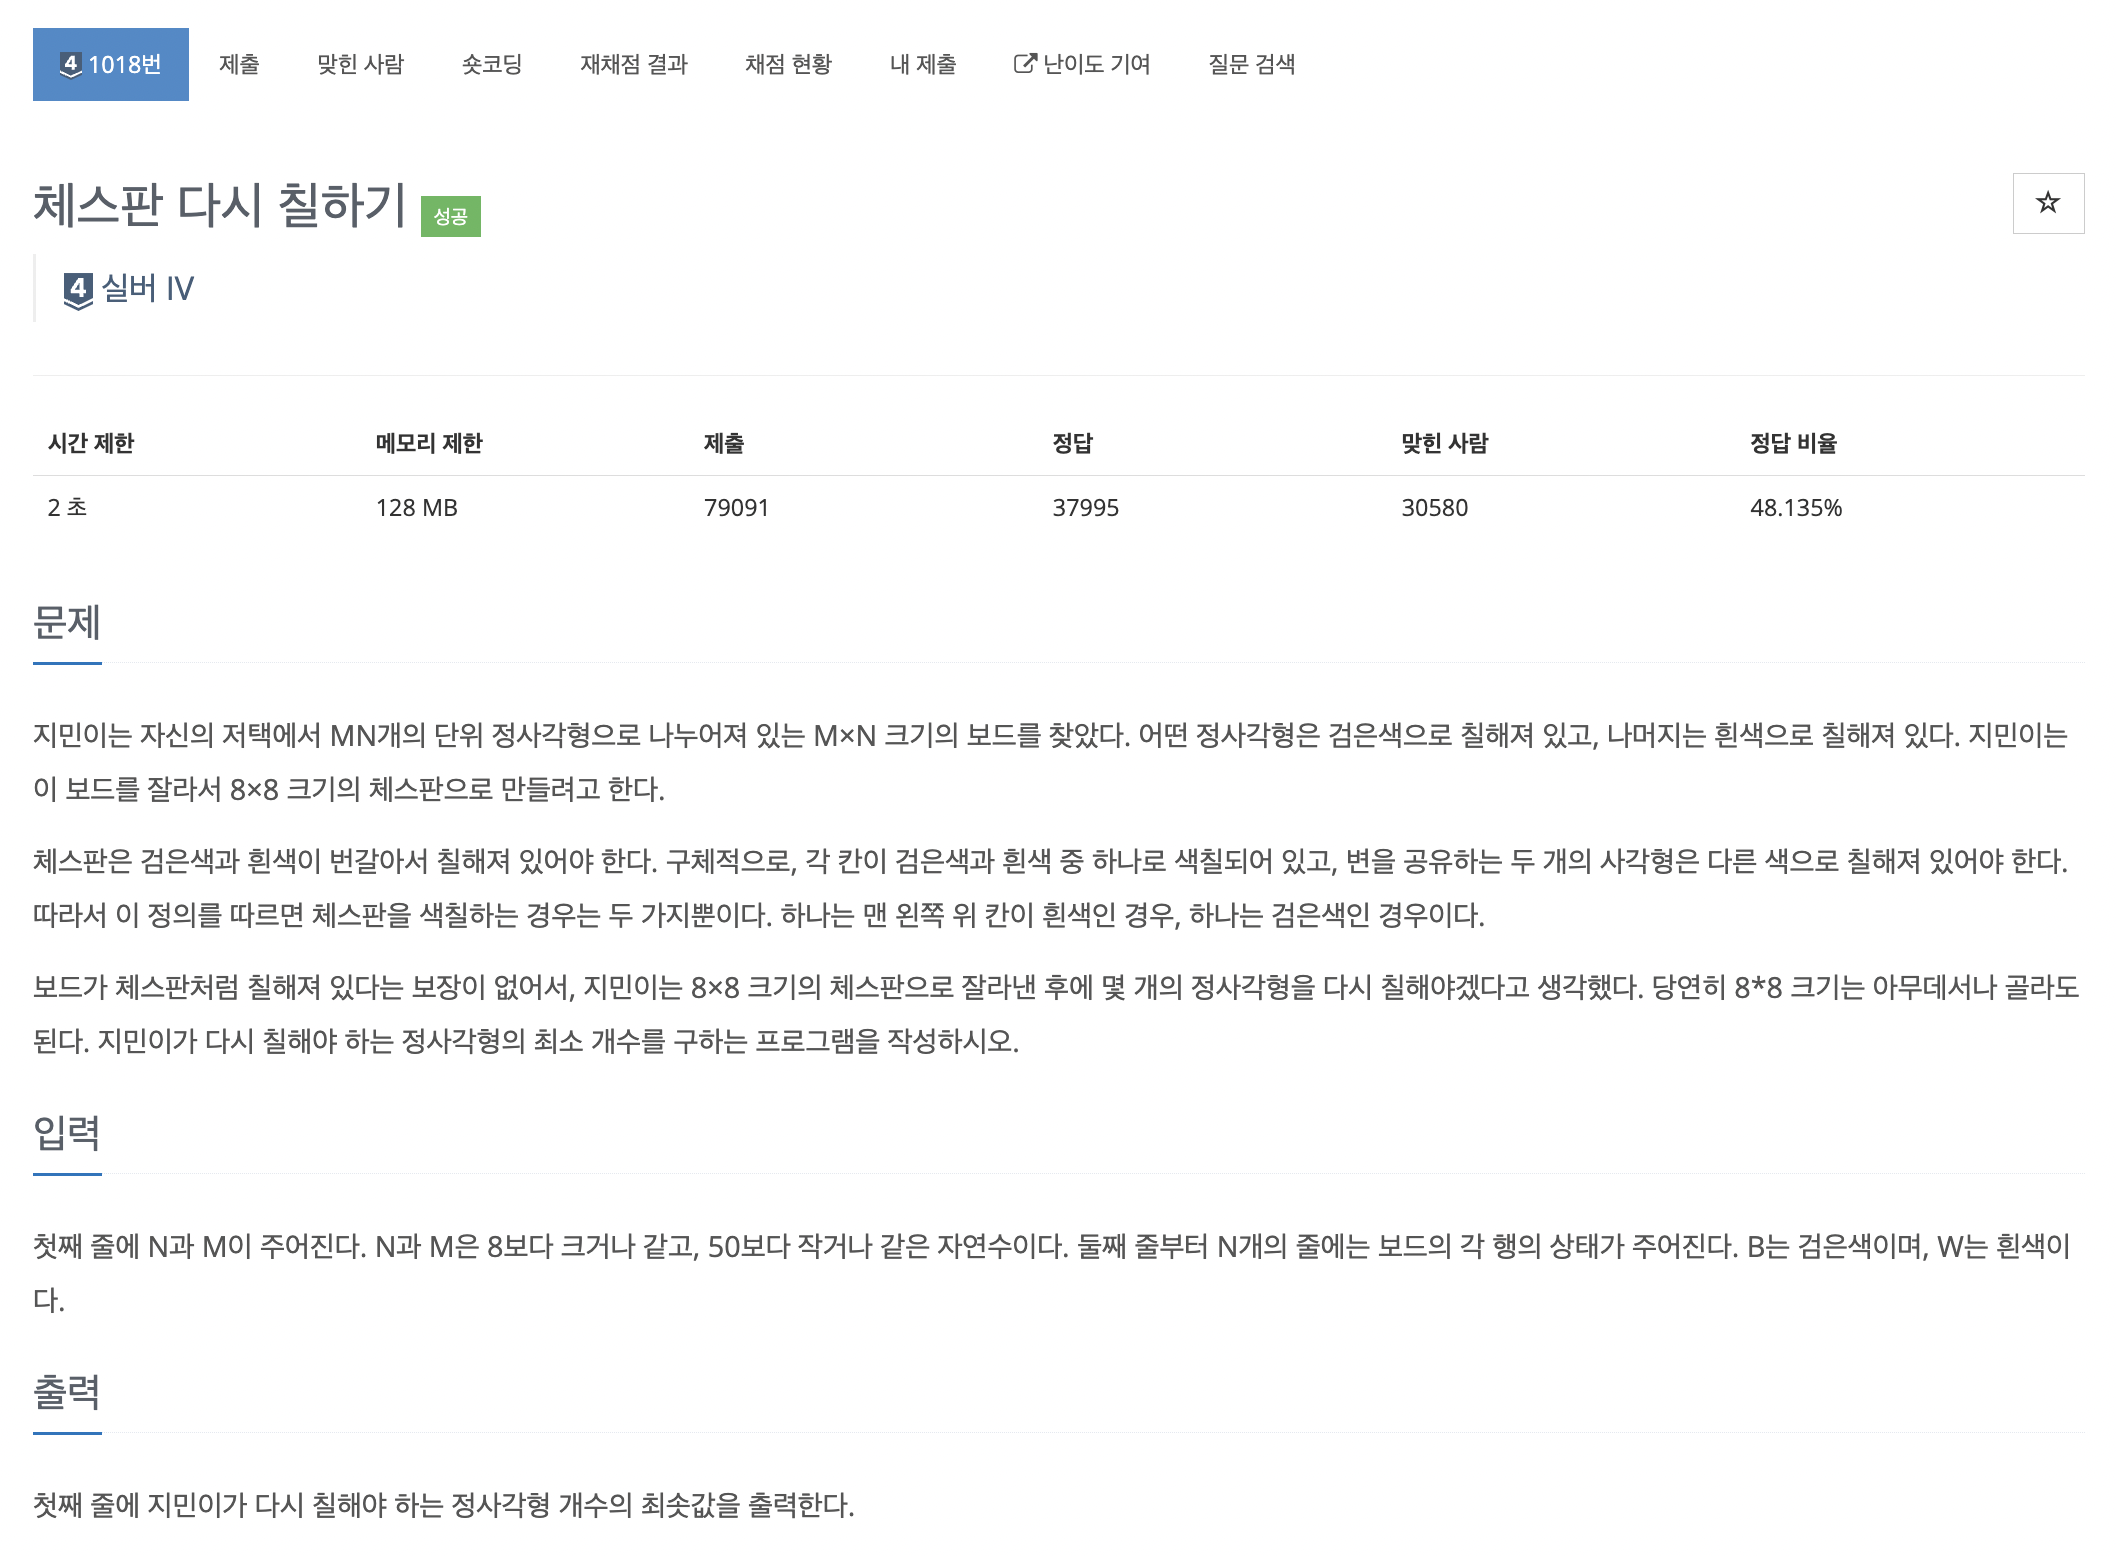 4 1018번 제출 맞힌 사람 숏코딩 재채점 결과 채점 현황 내 제출 난이도 기여 질문 검색
체스판 다시 칠하기 성공
4 실버 IV
시간 제한 메모리 제한 제출 정답 맞힌 사람 정답 비율
2 초 128 MB 79091 37995 30580 48.135%
문제
지민이는 자신의 저택에서 MN개의 단위 정사각형으로 나누어져 있는 M×N 크기의 보드를 찾았다. 어떤 정사각형은 검은색으로 칠해져 있고, 나머지는 흰색으로 칠해져 있다. 지민이는
이 보드를 잘라서 8×8 크기의 체스판으로 만들려고 한다.
체스판은 검은색과 흰색이 번갈아서 칠해져 있어야 한다. 구체적으로, 각 칸이 검은색과 흰색 중 하나로 색칠되어 있고, 변을 공유하는 두 개의 사각형은 다른 색으로 칠해져 있어야 한다.
따라서 이 정의를 따르면 체스판을 색칠하는 경우는 두 가지뿐이다. 하나는 맨 왼쪽 위 칸이 흰색인 경우, 하나는 검은색인 경우이다.
보드가 체스판처럼 칠해져 있다는 보장이 없어서, 지민이는 8×8 크기의 체스판으로 잘라낸 후에 몇 개의 정사각형을 다시 칠해야겠다고 생각했다. 당연히 8*8 크기는 아무데서나 골라도
된다. 지민이가 다시 칠해야 하는 정사각형의 최소 개수를 구하는 프로그램을 작성하시오.
입력
첫째 줄에 N과 M이 주어진다. N과 M은 8보다 크거나 같고, 50보다 작거나 같은 자연수이다. 둘째 줄부터 N개의 줄에는 보드의 각 행의 상태가 주어진다. B는 검은색이며, W는 흰색이
다.
출력
첫째 줄에 지민이가 다시 칠해야 하는 정사각형 개수의 최솟값을 출력한다.